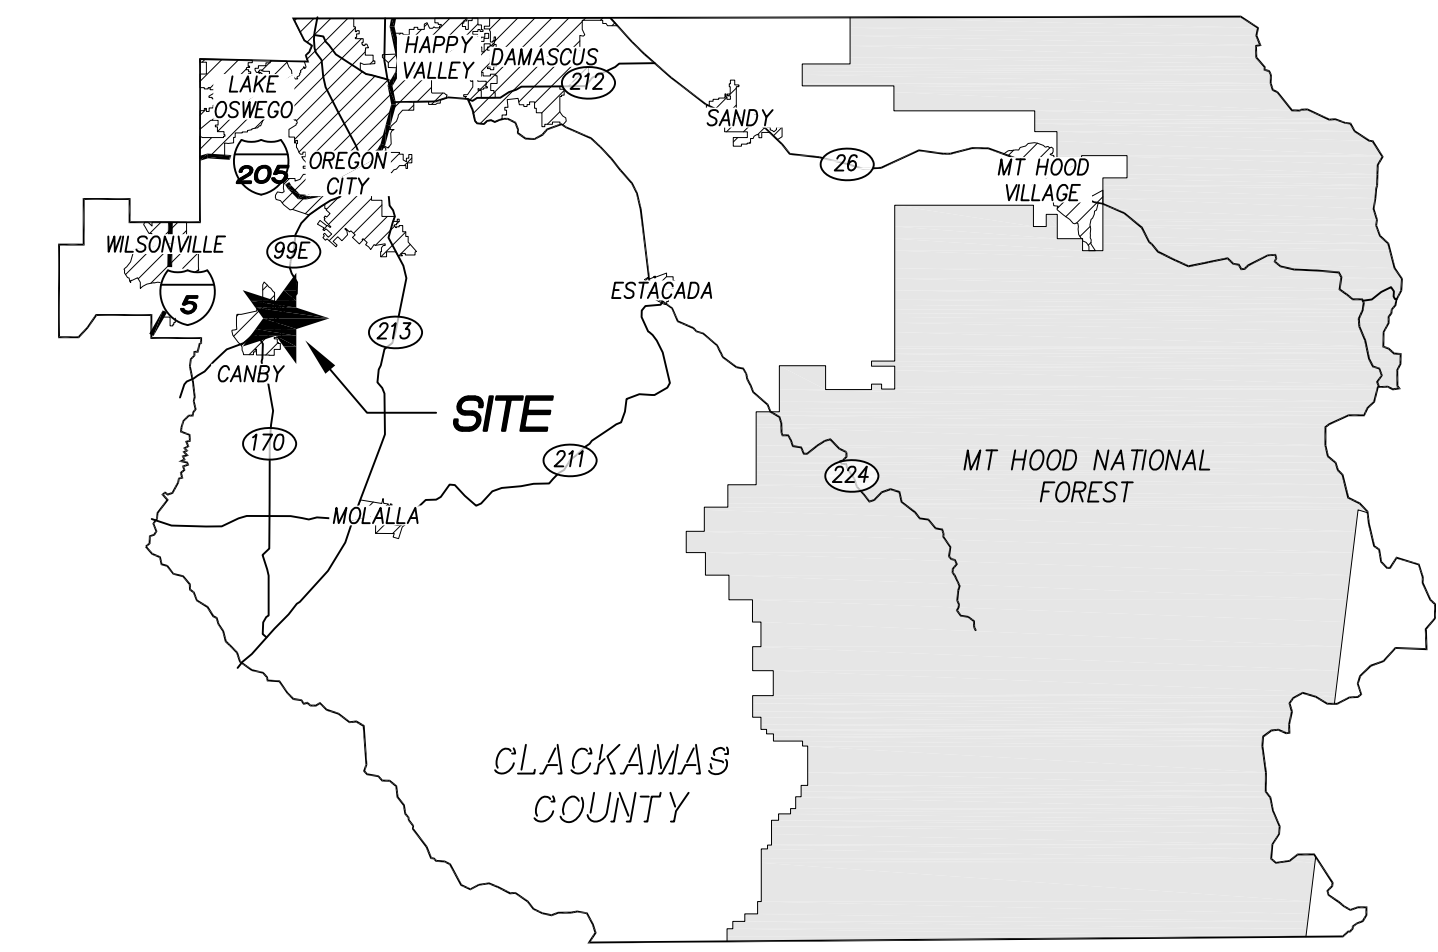 HAPPY
VALLEY
DAMASCUS
212
LAKE
OSWEGO
SANDY
205
OREGON
CITY
26
MT HOOD
VILLAGE
WILSONVILLE
99E
5
ESTACADA
213
CANBY
SITE
170
211
224
MT HOOD NATIONAL
FOREST
MOLALLA
CLACKAMAS
COUNTY